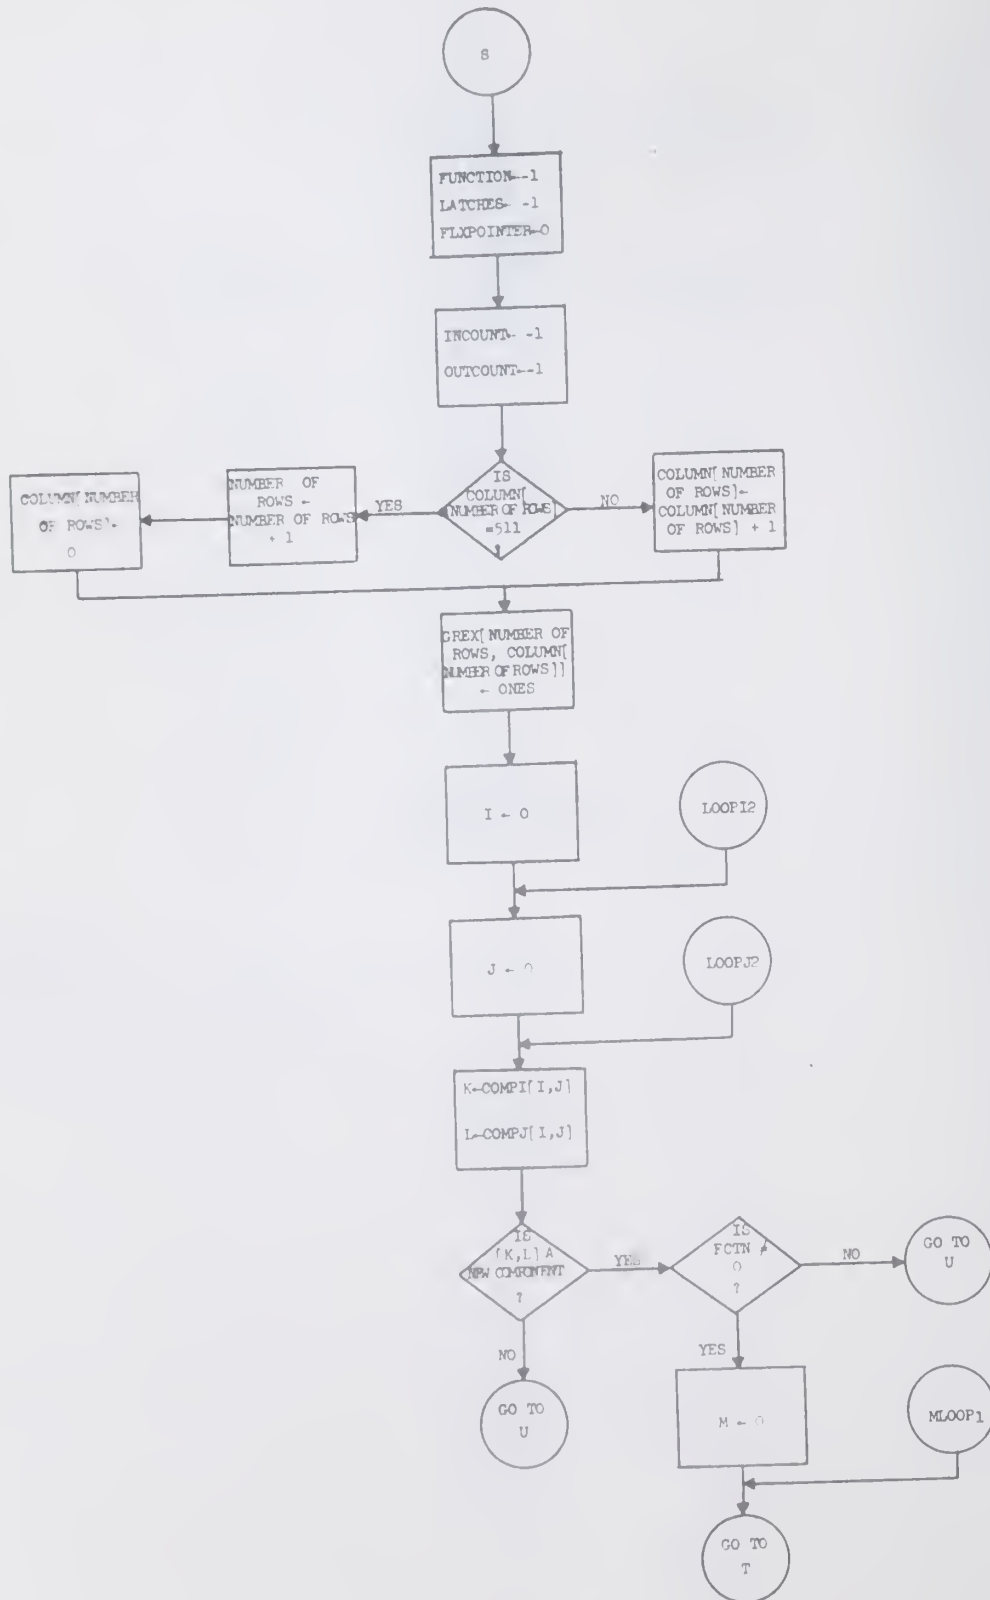 S
FUNCTION←-1
LATCHES← -1
FLXPOINTER←0
INCOUNT← -1
OUTCOUNT←-1
IS
COLUMN[
NUMBER OF ROWS
=511
YES
NO
NUMBER OF
ROWS ←
NUMBER OF ROWS
+ 1
COLUMN[NUMBER
OF ROWS]←
0
COLUMN[NUMBER
OF ROWS]←
COLUMN[NUMBER
OF ROWS] + 1
GREX[NUMBER OF
ROWS, COLUMN[
NUMBER OF ROWS]]
← ONES
I ← 0
LOOPI2
J ← 0
LOOPJ2
K←COMPI[I,J]
L←COMPJ[I,J]
IS
[K,L] A
NEW COMPONENT
?
YES
NO
IS
FCTN ≠
0
?
NO
YES
GO TO
U
GO TO
U
M ← 0
MLOOP1
GO TO
T